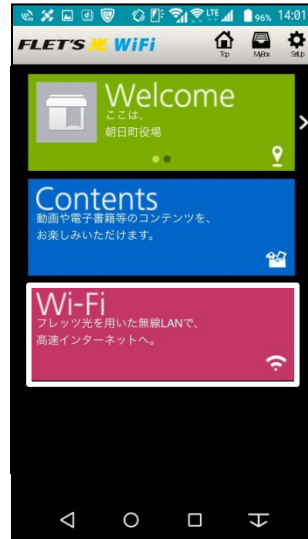 LTE 96% 14:01
FLET'S 光 WiFi
Top MyBox SetUp
Welcome
ここは、
朝日町役場
Contents
動画や電子書籍等のコンテンツを、
お楽しみいただけます。
Wi-Fi
フレッツ光を用いた無線LANで、
高速インターネットへ。